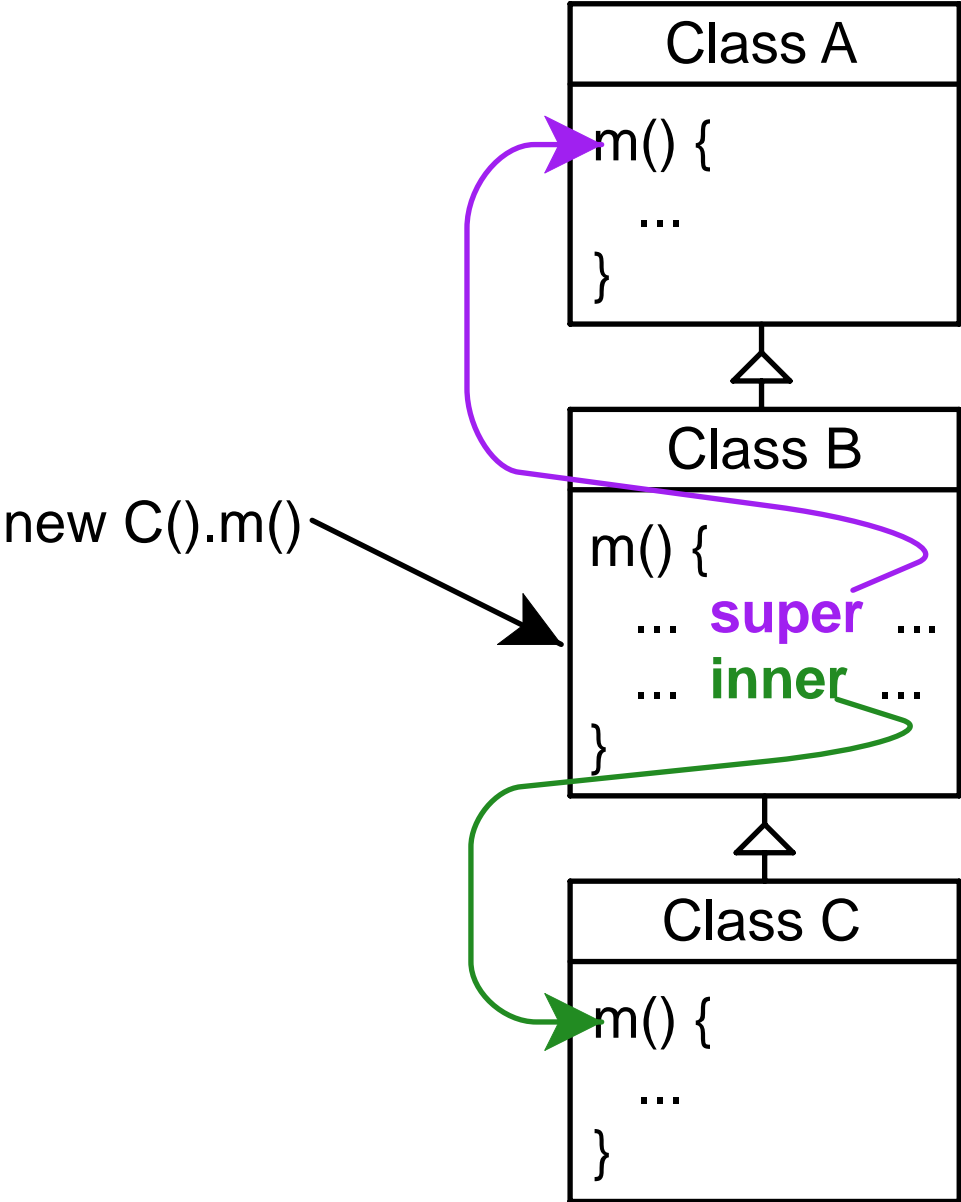 Class A
m() {
...
}
Class B
new C().m()
m() {
... super ...
... inner ...
}
Class C
m() {
...
}